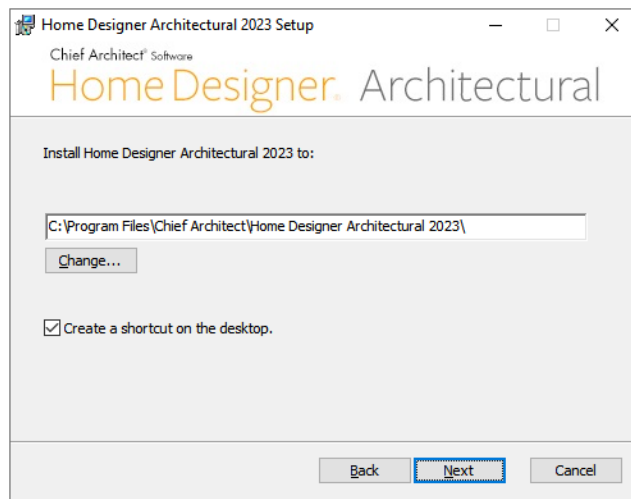 Home Designer Architectural 2023 Setup
Chief Architect® Software
Home Designer® Architectural
Install Home Designer Architectural 2023 to:
C:\Program Files\Chief Architect\Home Designer Architectural 2023\
Change...
Create a shortcut on the desktop.
Back Next Cancel